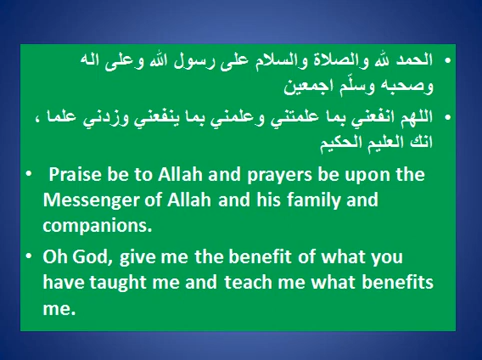 • الحمد لله والصلاة والسلام على رسول الله وعلى اله
وصحبه وسلّم اجمعين
• اللهم انفعني بما علمتني وعلمني بما ينفعني وزدني علما ،
انك العليم الحكيم
• Praise be to Allah and prayers be upon the
Messenger of Allah and his family and
companions.
• Oh God, give me the benefit of what you
have taught me and teach me what benefits
me.